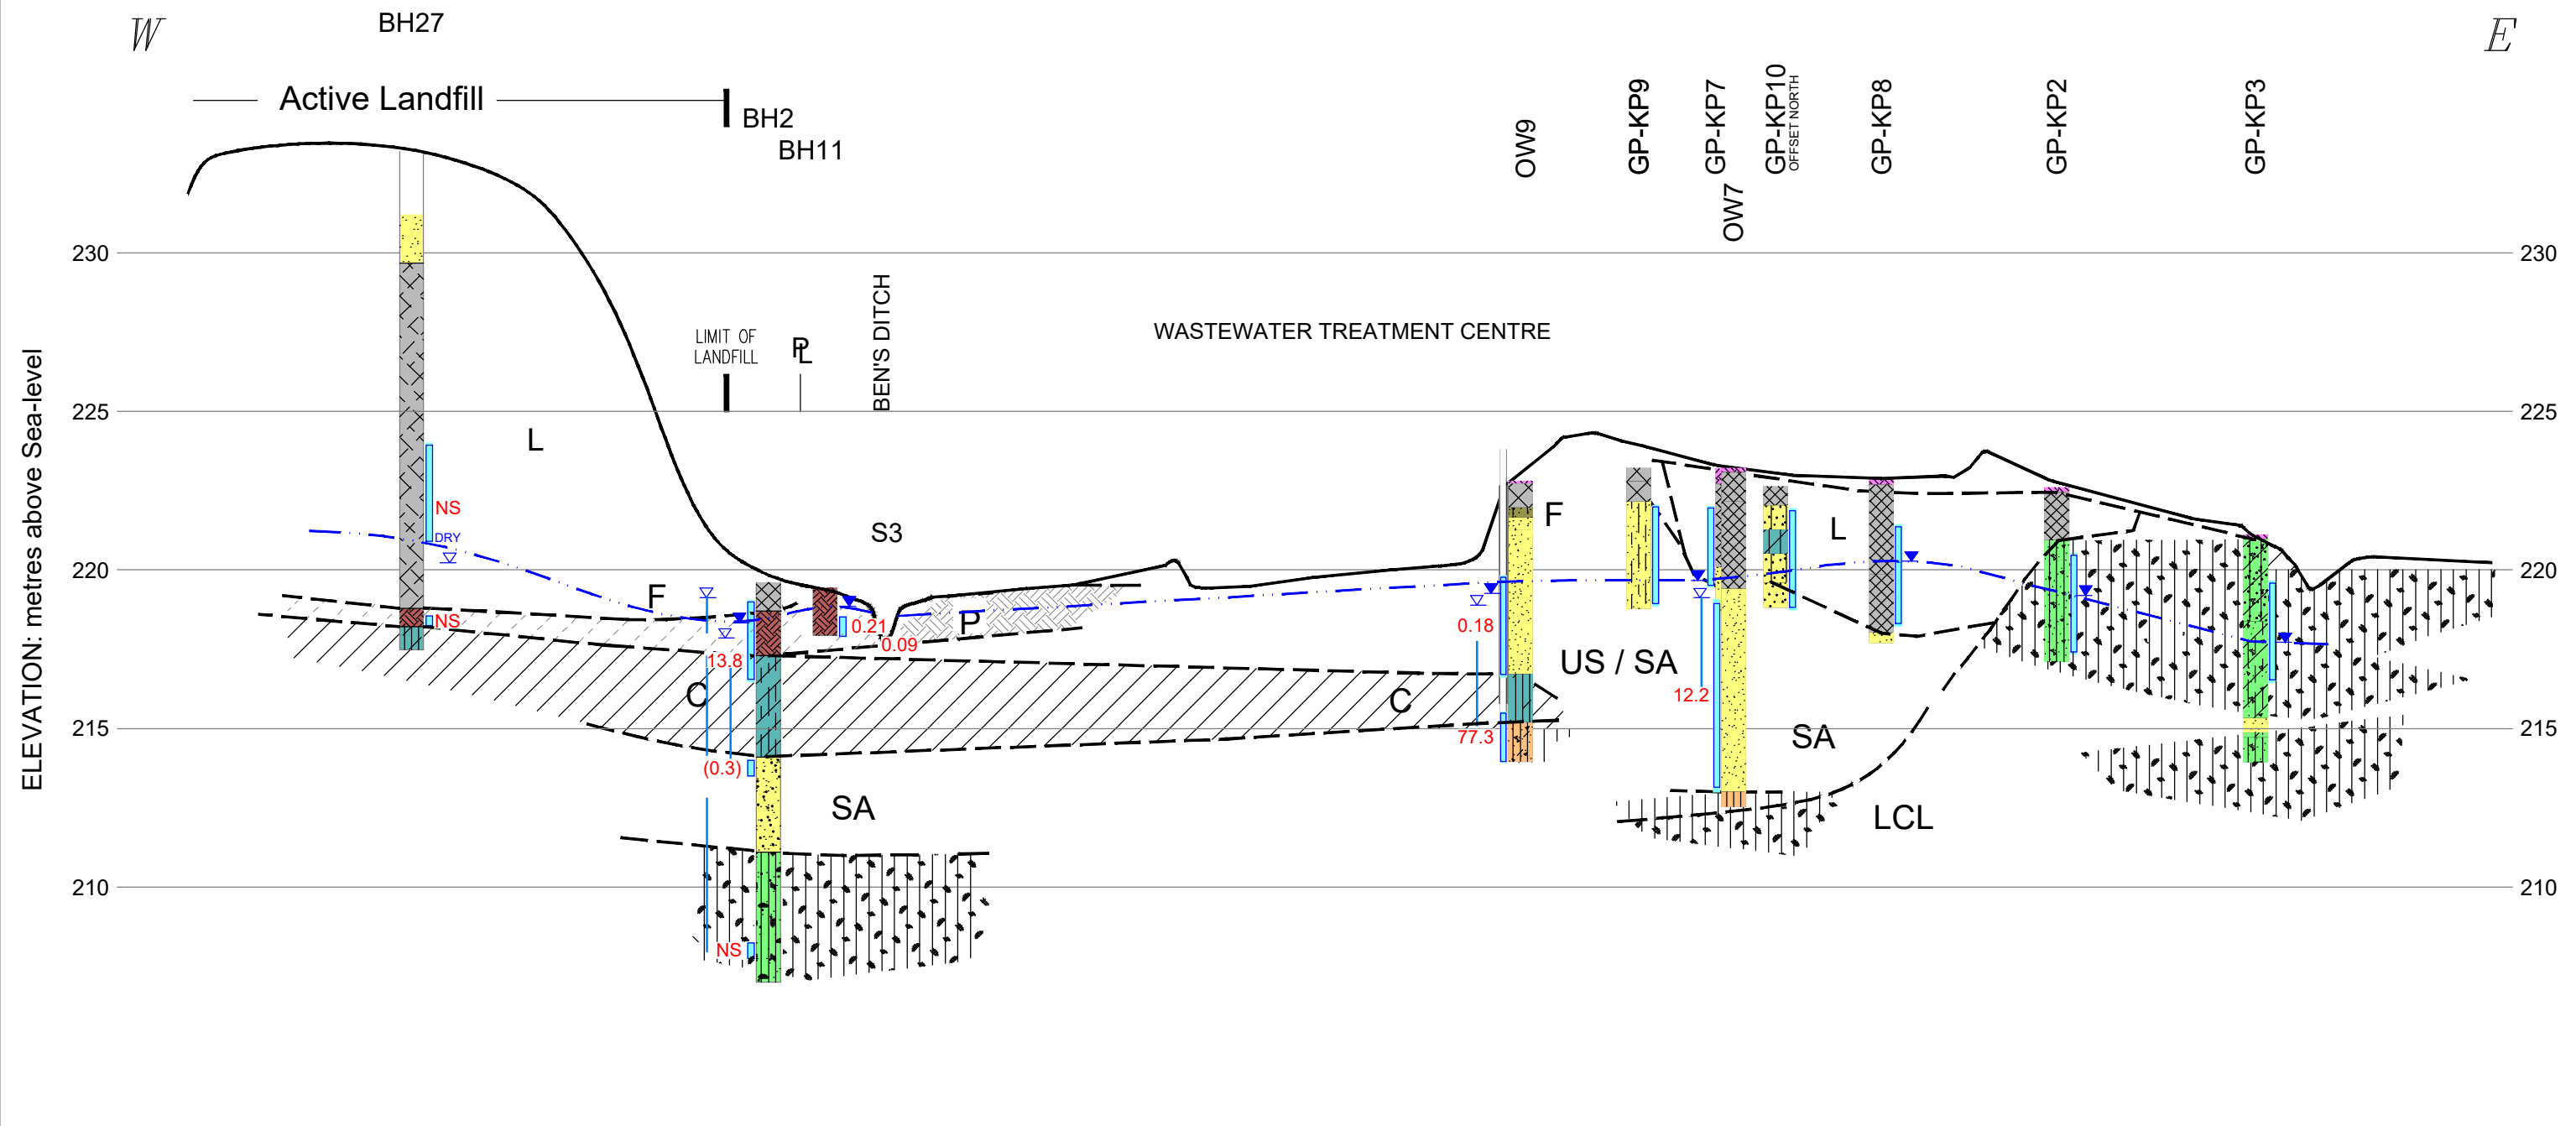 W
BH27
E
Active Landfill
BH2
BH11
OW9
GP-KP9
GP-KP7
OW7
GP-KP10
OFFSET NORTH
GP-KP8
GP-KP2
GP-KP3
230
230
LIMIT OF
LANDFILL
PL
BEN'S DITCH
WASTEWATER TREATMENT CENTRE
ELEVATION: metres above Sea-level
225
225
L
NS
DRY
S3
F
L
220
220
F
NS
0.21
0.09
P
0.18
13.8
US / SA
C
C
12.2
215
215
77.3
SA
(0.3)
SA
LCL
210
210
NS